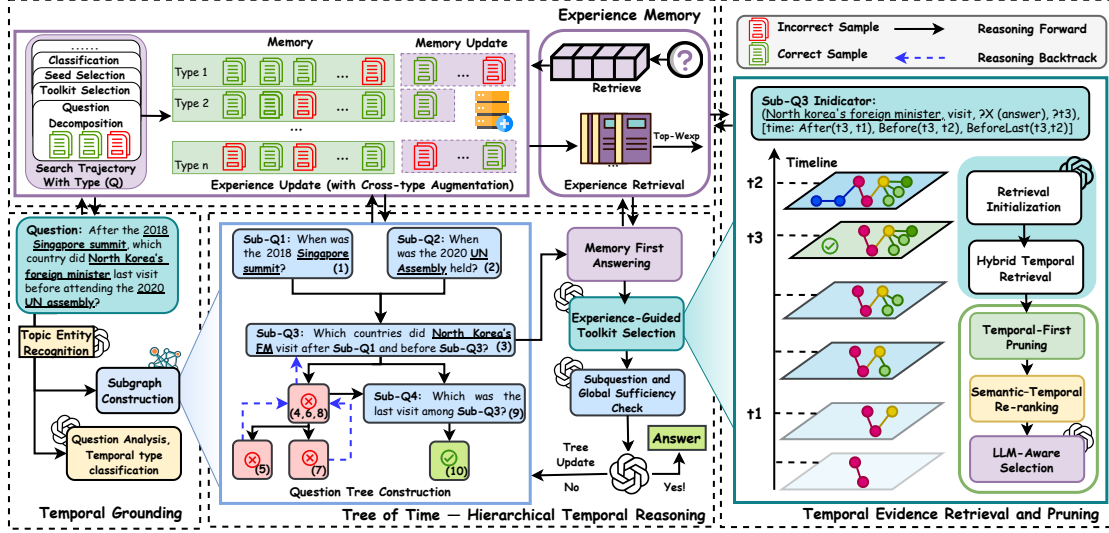 Experience Memory
......
Classification
Seed Selection
Toolkit Selection
Question
Decomposition
Search Trajectory
With Type (Q)
Memory
Memory Update
Type 1
...
...
Type 2
...
...
Type n
...
...
Experience Update (with Cross-type Augmentation)
?
Retrieve
...
Top-Wexp
Experience Retrieval
Incorrect Sample
Reasoning Forward
Correct Sample
Reasoning Backtrack
Question: After the 2018
Singapore summit, which
country did North Korea's
foreign minister last visit
before attending the 2020
UN assembly?
Topic Entity
Recognition
Subgraph
Construction
Question Analysis,
Temporal type
classification
Temporal Grounding
Sub-Q1: When was
the 2018 Singapore
summit? (1)
Sub-Q2: When
was the 2020 UN
Assembly held? (2)
Sub-Q3: Which countries did North Korea's
FM visit after Sub-Q1 and before Sub-Q3? (3)
(4,6,8)
Sub-Q4: Which was the
last visit among Sub-Q3? (9)
(5)
(7)
(10)
Question Tree Construction
Memory First
Answering
Experience-Guided
Toolkit Selection
Subquestion and
Global Sufficiency
Check
Answer
Tree
Update
No
Yes!
Tree of Time — Hierarchical Temporal Reasoning
Sub-Q3 Inidicator:
(North korea's foreign minister, visit, ?X (answer), ?t3),
[time: After(t3, t1), Before(t3, t2), BeforeLast(t3,t2)]
Timeline
t2
t3
t1
Retrieval
Initialization
Hybrid Temporal
Retrieval
Temporal-First
Pruning
Semantic-Temporal
Re-ranking
LLM-Aware
Selection
Temporal Evidence Retrieval and Pruning